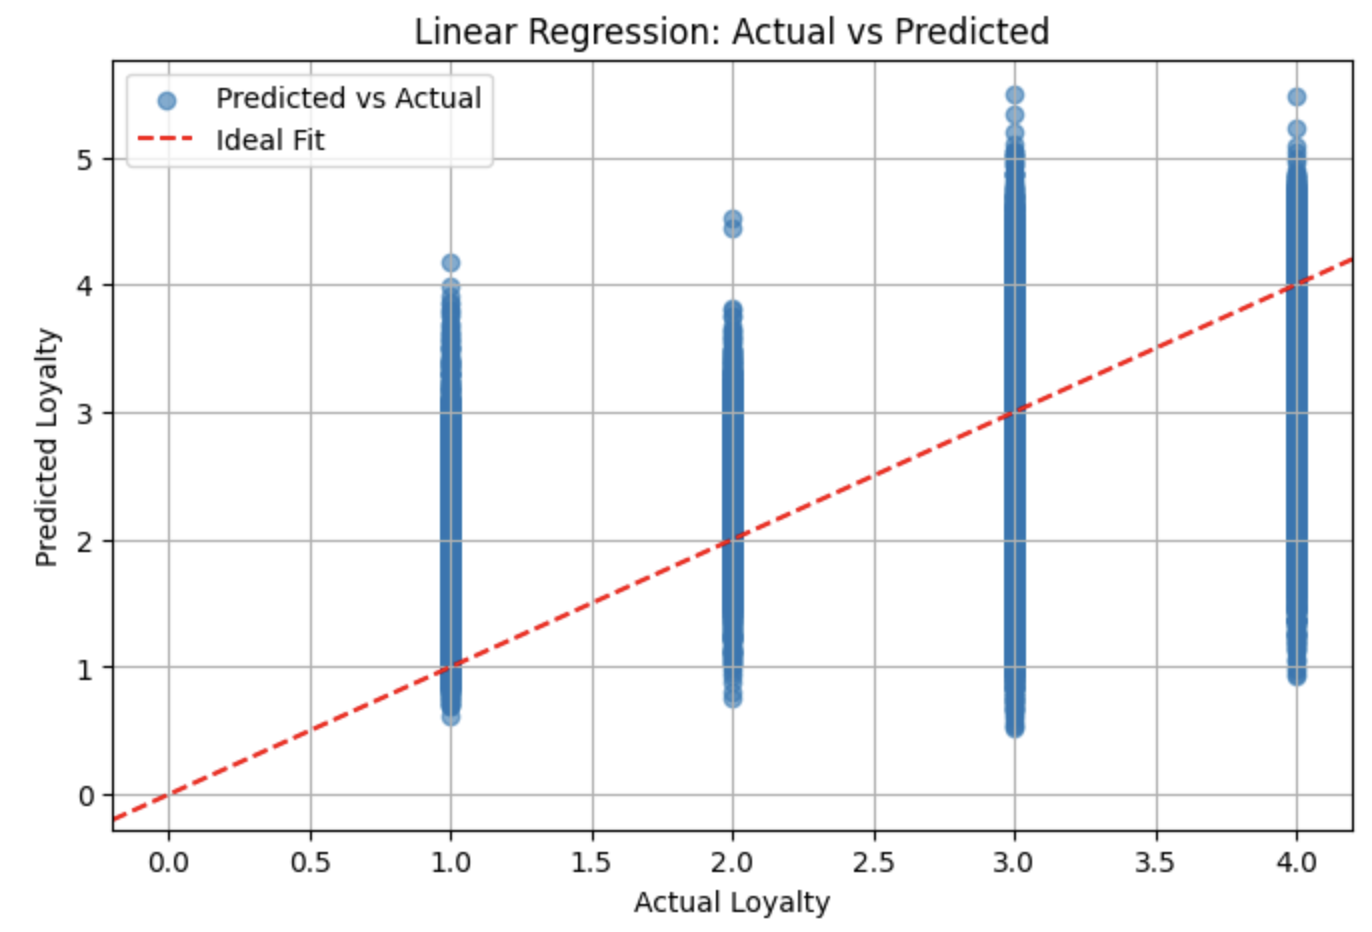 Linear Regression: Actual vs Predicted
Predicted vs Actual
Ideal Fit
Predicted Loyalty
5
4
3
2
1
0
0.0 0.5 1.0 1.5 2.0 2.5 3.0 3.5 4.0
Actual Loyalty